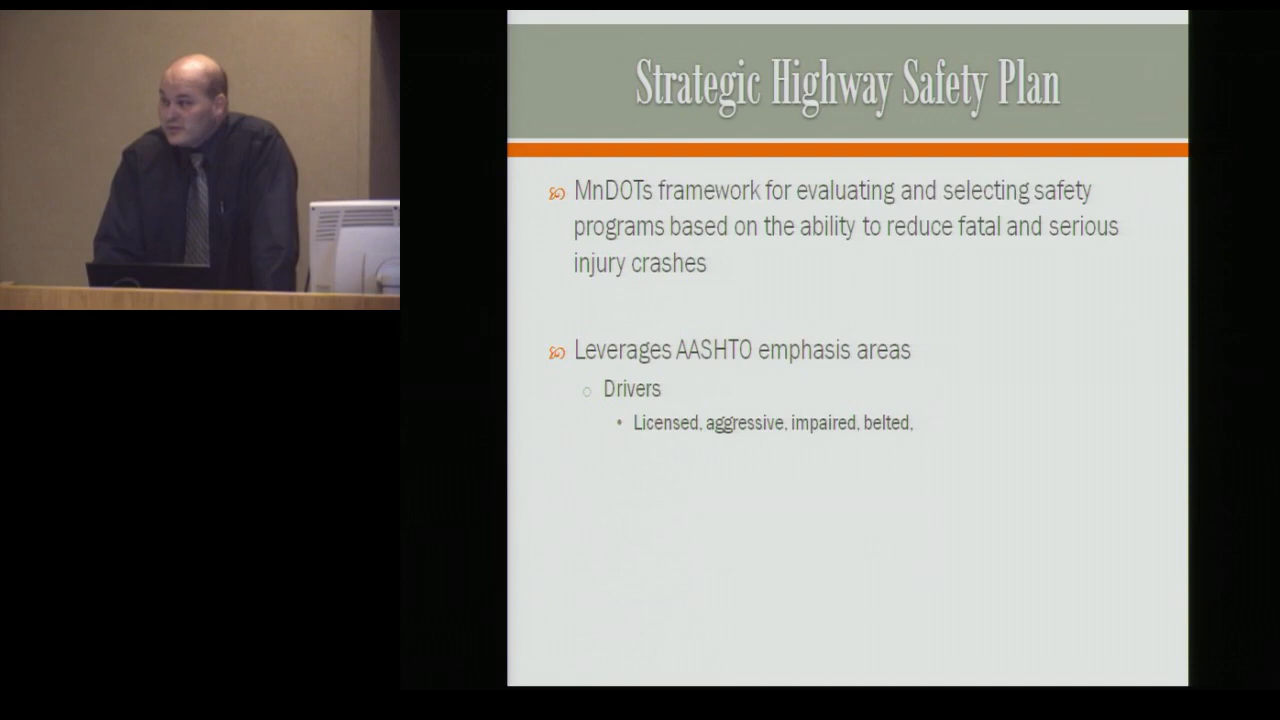 Strategic Highway Safety Plan
MnDOTs framework for evaluating and selecting safety
programs based on the ability to reduce fatal and serious
injury crashes
Leverages AASHTO emphasis areas
Drivers
Licensed, aggressive, impaired, belted,